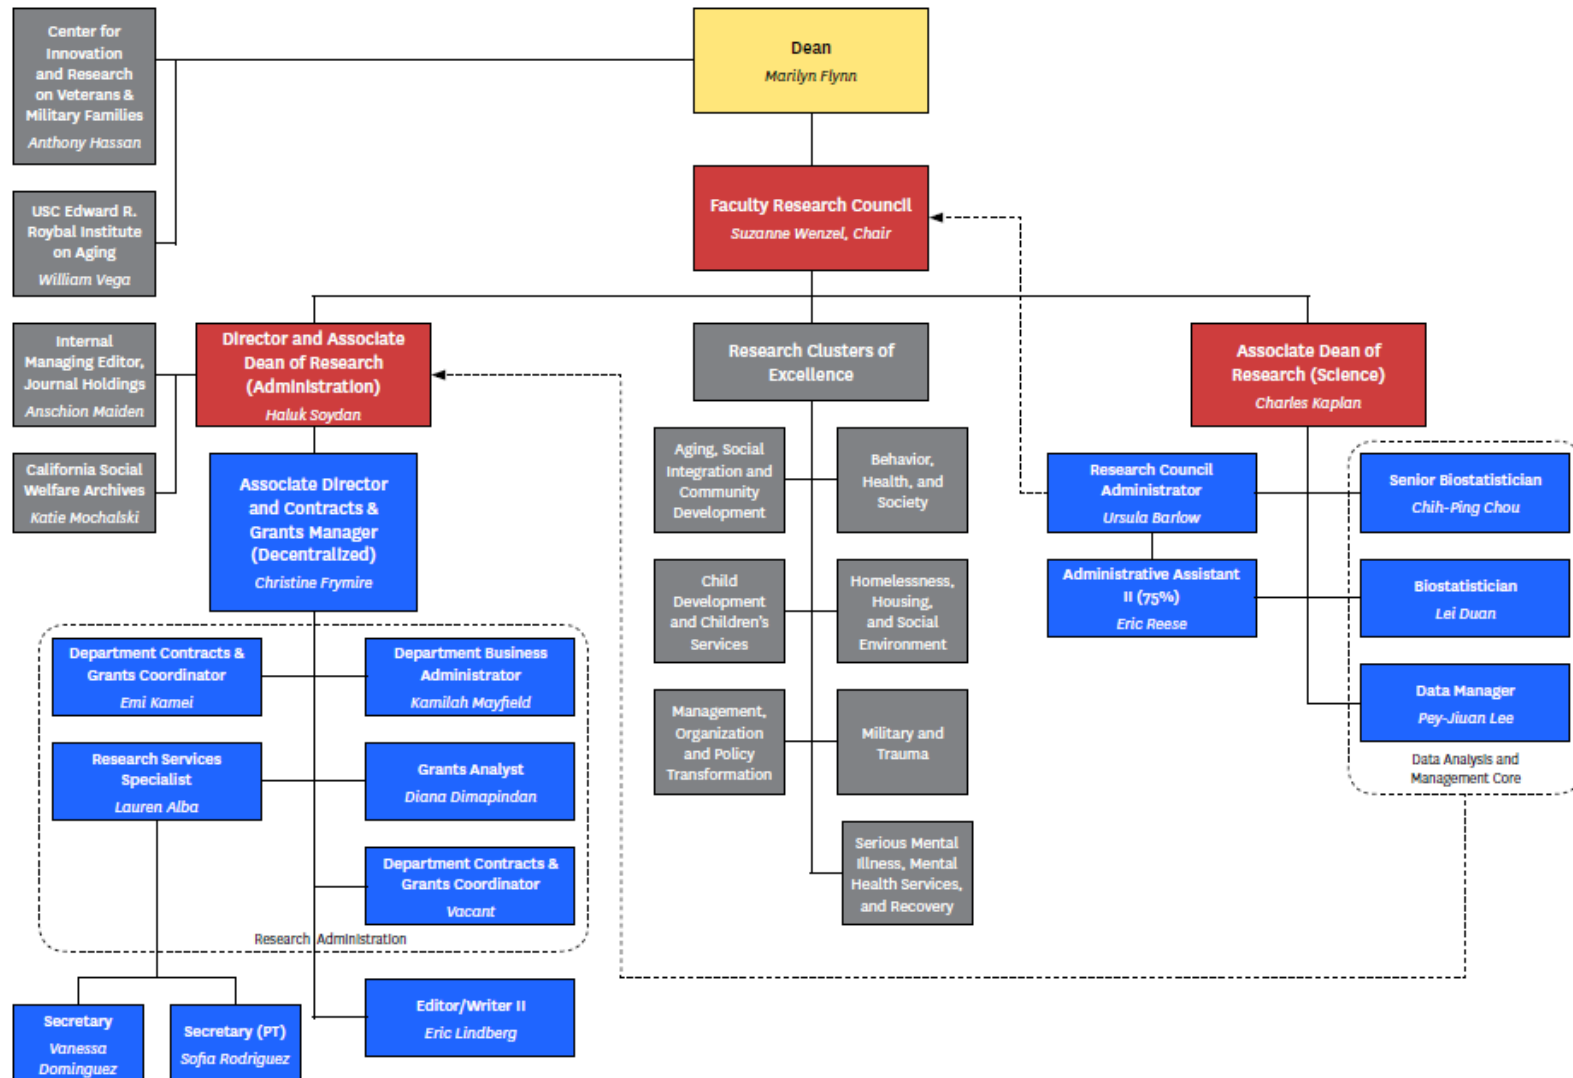 Center for
Innovation
and Research
on Veterans &
Military Families
Anthony Hassan
Dean
Marilyn Flynn
USC Edward R.
Roybal Institute
on Aging
William Vega
Faculty Research Council
Suzanne Wenzel, Chair
Internal
Managing Editor,
Journal Holdings
Anschion Maiden
Director and Associate
Dean of Research
(Administration)
Haluk Soydan
Research Clusters of
Excellence
Associate Dean of
Research (Science)
Charles Kaplan
California Social
Welfare Archives
Katie Mochalski
Associate Director
and Contracts &
Grants Manager
(Decentralized)
Christine Frymire
Aging, Social
Integration and
Community
Development
Behavior,
Health, and
Society
Research Council
Administrator
Ursula Barlow
Senior Biostatistician
Chih-Ping Chou
Child
Development
and Children's
Services
Homelessness,
Housing,
and Social
Environment
Administrative Assistant
II (75%)
Eric Reese
Biostatistician
Lei Duan
Department Contracts &
Grants Coordinator
Emi Kamei
Department Business
Administrator
Kamilah Mayfield
Management,
Organization
and Policy
Transformation
Military and
Trauma
Data Manager
Pey-Jiuan Lee
Data Analysis and
Management Core
Research Services
Specialist
Lauren Alba
Grants Analyst
Diana Dimapindan
Department Contracts &
Grants Coordinator
Vacant
Serious Mental
Illness, Mental
Health Services,
and Recovery
Research Administration
Secretary
Vanessa
Dominguez
Secretary (PT)
Sofia Rodriguez
Editor/Writer II
Eric Lindberg